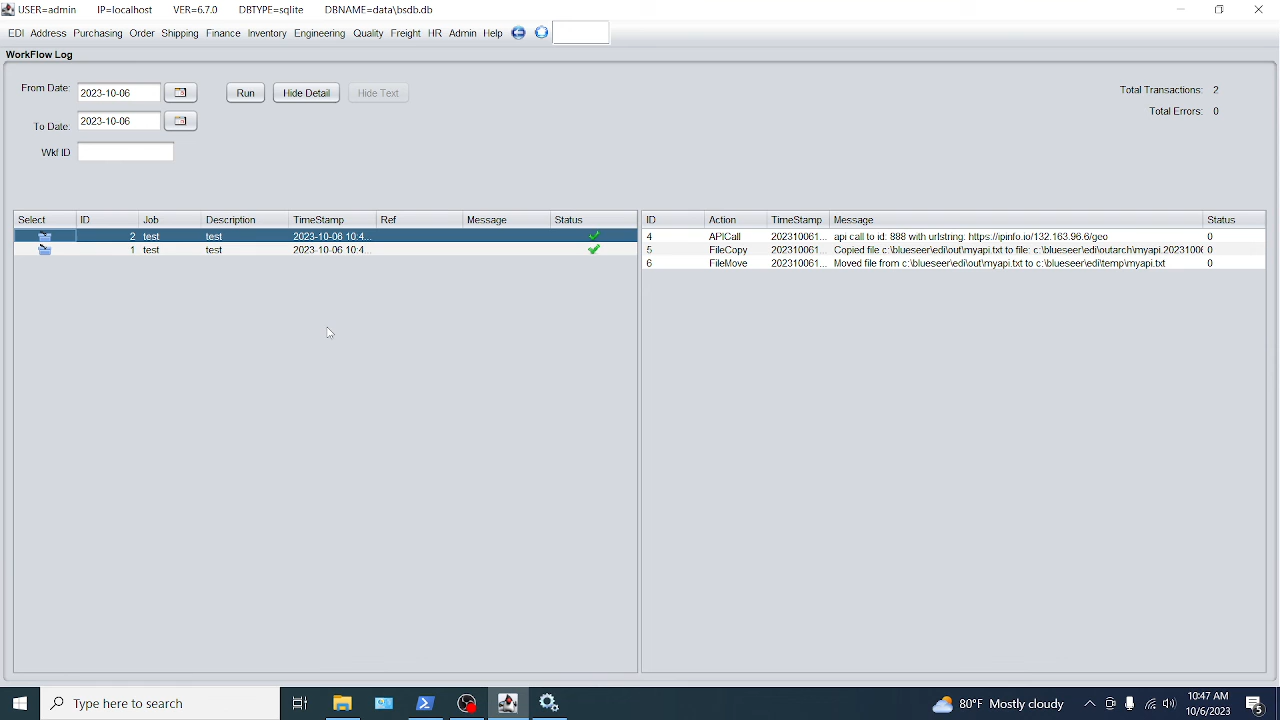 USER=admin IP=localhost VER=6.7.0 DBTYPE=sqlite DBNAME=data\bsdb.db
EDI Address Purchasing Order Shipping Finance Inventory Engineering Quality Freight HR Admin Help
WorkFlow Log
From Date: 2023-10-06 Run Hide Detail Hide Text Total Transactions: 2
Total Errors: 0
To Date: 2023-10-06
Wkf ID
Select ID Job Description TimeStamp Ref Message Status
2 test test 2023-10-06 10:4...
1 test test 2023-10-06 10:4...
ID Action TimeStamp Message Status
4 APICall 202310061... api call to id: 888 with urlstring: https://ipinfo.io/132.163.96.6/geo 0
5 FileCopy 202310061... Copied file c:\blueseer\edi\out\myapi.txt to file: c:\blueseer\edi\outarch\myapi.20231006 0
6 FileMove 202310061... Moved file from c:\blueseer\edi\out\myapi.txt to c:\blueseer\edi\temp\myapi.txt 0
Type here to search 80°F Mostly cloudy 10:47 AM
10/6/2023